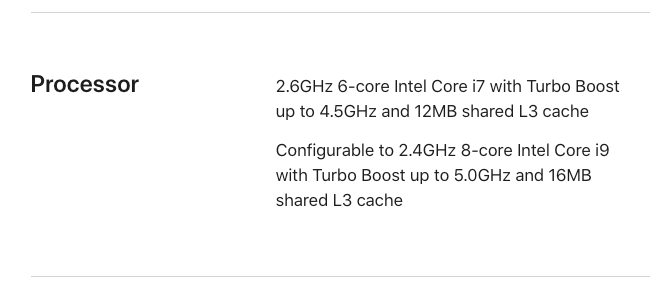 Processor
2.6GHz 6-core Intel Core i7 with Turbo Boost
up to 4.5GHz and 12MB shared L3 cache
Configurable to 2.4GHz 8-core Intel Core i9
with Turbo Boost up to 5.0GHz and 16MB
shared L3 cache